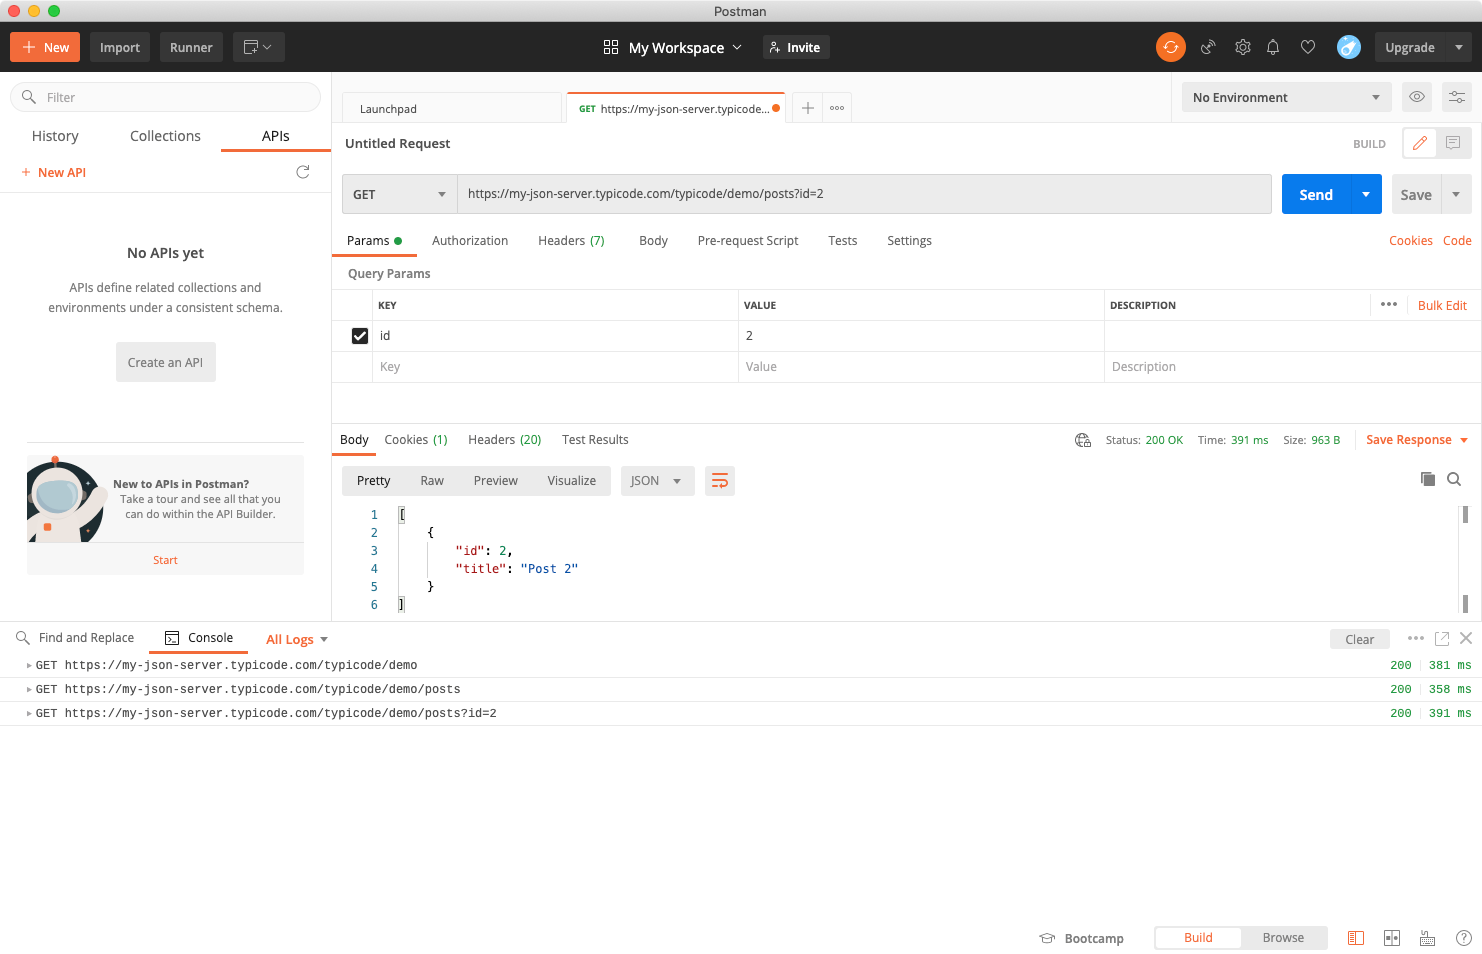 Postman
New
Import
Runner
My Workspace
Invite
Upgrade
Filter
History
Collections
APIs
+ New API
No APIs yet
APIs define related collections and
environments under a consistent schema.
Create an API
New to APIs in Postman?
Take a tour and see all that you
can do within the API Builder.
Start
Launchpad
GET https://my-json-server.typicode...
No Environment
Untitled Request
BUILD
GET
https://my-json-server.typicode.com/typicode/demo/posts?id=2
Send
Save
Params
Authorization
Headers (7)
Body
Pre-request Script
Tests
Settings
Cookies
Code
Query Params
KEY
VALUE
DESCRIPTION
Bulk Edit
id
2
Key
Value
Description
Body
Cookies (1)
Headers (20)
Test Results
Status: 200 OK
Time: 391 ms
Size: 963 B
Save Response
Pretty
Raw
Preview
Visualize
JSON
1 [
2 {
3 "id": 2,
4 "title": "Post 2"
5 }
6 ]
Find and Replace
Console
All Logs
Clear
GET https://my-json-server.typicode.com/typicode/demo 200 381 ms
GET https://my-json-server.typicode.com/typicode/demo/posts 200 358 ms
GET https://my-json-server.typicode.com/typicode/demo/posts?id=2 200 391 ms
Bootcamp
Build
Browse